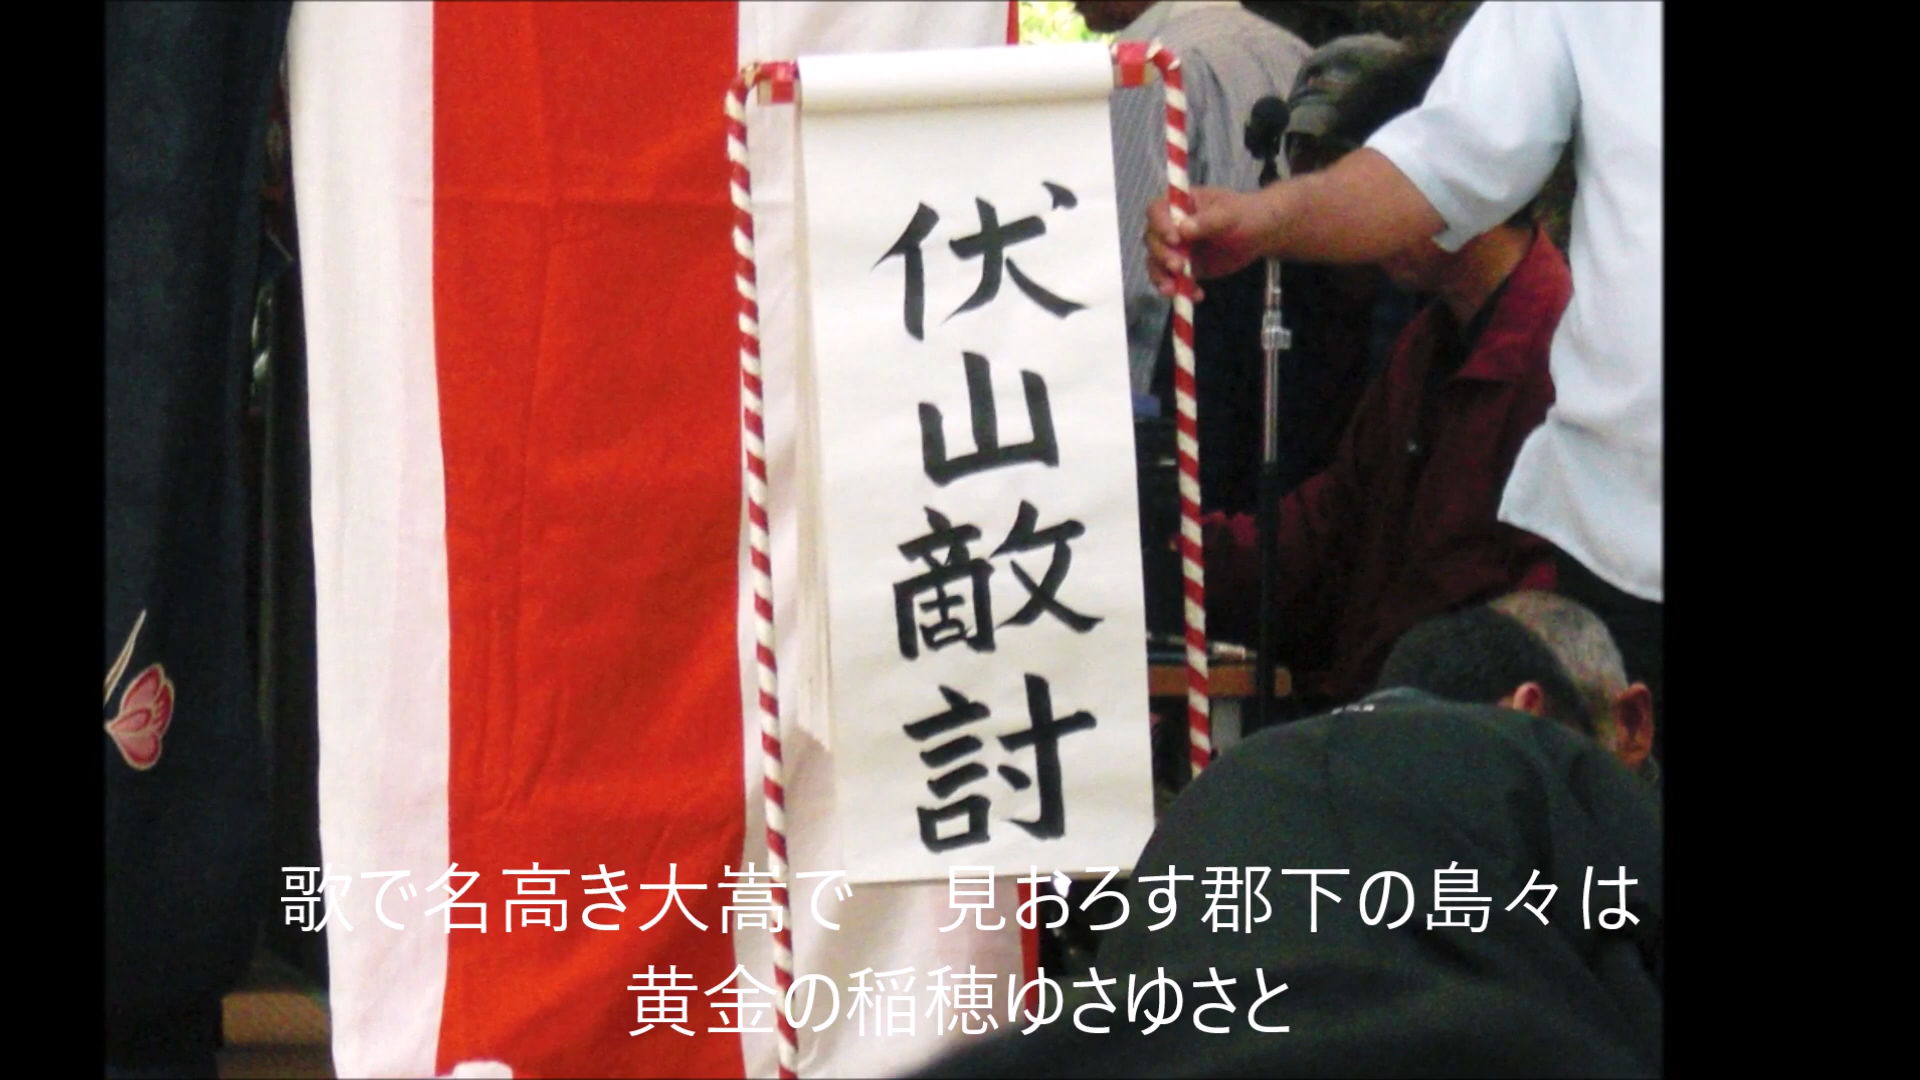 伏山敵討
歌で名高き大嵩で　見おろす郡下の島々は
黄金の稲穂ゆさゆさと